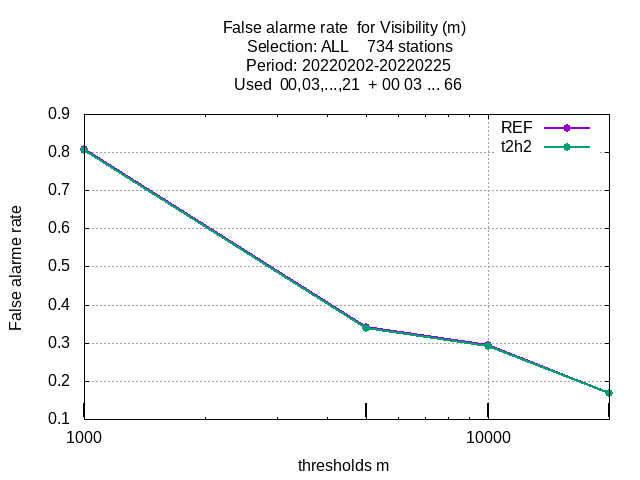 False alarme rate  for Visibility (m)
Selection: ALL    734 stations
Period: 20220202-20220225
Used  00,03,...,21  + 00 03 ... 66
0.9
REF
t2h2
0.8
0.7
0.6
0.5
0.4
0.3
0.2
0.1
False alarme rate
1000
10000
thresholds m